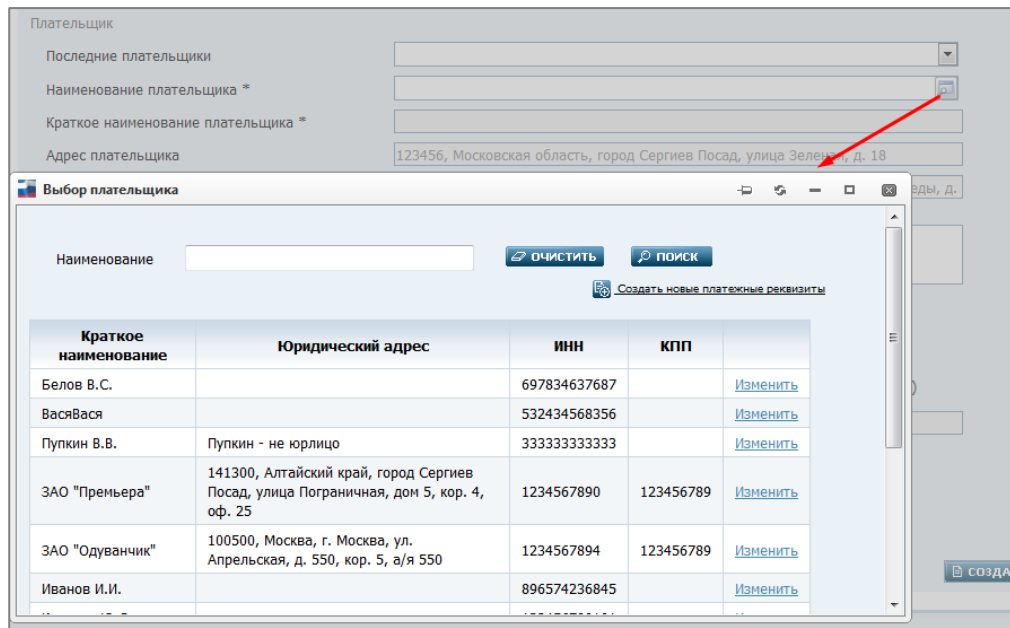 Плательщик
Последние плательщики
Наименование плательщика *
Краткое наименование плательщика *
Адрес плательщика 123456, Московская область, город Сергиев Посад, улица Зеленая, д. 18
Выбор плательщика
еды, д.
Наименование ОЧИСТИТЬ ПОИСК
Создать новые платежные реквизиты
Краткое наименование Юридический адрес ИНН КПП
Белов В.С. 697834637687 Изменить
ВасяВася 532434568356 Изменить
Пупкин В.В. Пупкин - не юрлицо 333333333333 Изменить
141300, Алтайский край, город Сергиев
ЗАО "Премьера" Посад, улица Пограничная, дом 5, кор. 4, 1234567890 123456789 Изменить
оф. 25
100500, Москва, г. Москва, ул.
ЗАО "Одуванчик" Апрельская, д. 550, кор. 5, а/я 550 1234567894 123456789 Изменить
Иванов И.И. 896574236845 Изменить
СОЗДА